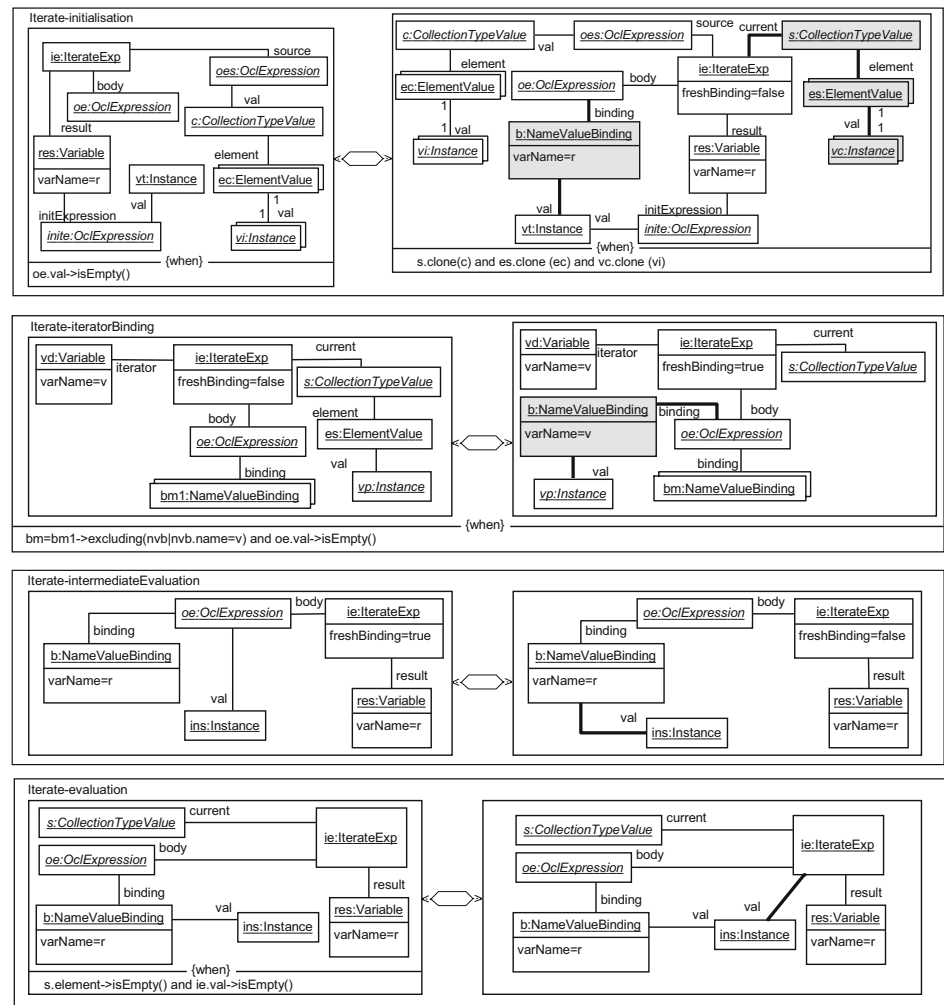 Iterate-initialisation
ie:IterateExp
source
oes:OclExpression
body
oe:OclExpression
val
c:CollectionTypeValue
result
res:Variable
varName=r
vt:Instance
element
ec:ElementValue
val
1
1
val
initExpression
inite:OclExpression
vi:Instance
{when}
oe.val->isEmpty()
c:CollectionTypeValue
val
oes:OclExpression
source
current
s:CollectionTypeValue
element
ec:ElementValue
oe:OclExpression
body
ie:IterateExp
freshBinding=false
element
es:ElementValue
binding
1
1
val
vi:Instance
b:NameValueBinding
varName=r
result
res:Variable
varName=r
1
val
1
vc:Instance
val
vt:Instance
val
initExpression
inite:OclExpression
{when}
s.clone(c) and es.clone (ec) and vc.clone (vi)
Iterate-iteratorBinding
vd:Variable
varName=v
iterator
ie:IterateExp
freshBinding=false
current
s:CollectionTypeValue
body
oe:OclExpression
element
es:ElementValue
binding
bm1:NameValueBinding
val
vp:Instance
vd:Variable
varName=v
iterator
ie:IterateExp
freshBinding=true
current
s:CollectionTypeValue
b:NameValueBinding
varName=v
binding
body
oe:OclExpression
val
vp:Instance
binding
bm:NameValueBinding
{when}
bm=bm1->excluding(nvb|nvb.name=v) and oe.val->isEmpty()
Iterate-intermediateEvaluation
oe:OclExpression
body
ie:IterateExp
freshBinding=true
binding
b:NameValueBinding
varName=r
val
ins:Instance
result
res:Variable
varName=r
oe:OclExpression
body
ie:IterateExp
freshBinding=false
binding
b:NameValueBinding
varName=r
val
ins:Instance
result
res:Variable
varName=r
Iterate-evaluation
s:CollectionTypeValue
current
ie:IterateExp
oe:OclExpression
body
binding
b:NameValueBinding
varName=r
val
ins:Instance
result
res:Variable
varName=r
{when}
s.element->isEmpty() and ie.val->isEmpty()
s:CollectionTypeValue
current
ie:IterateExp
oe:OclExpression
body
binding
b:NameValueBinding
varName=r
val
val
ins:Instance
result
res:Variable
varName=r